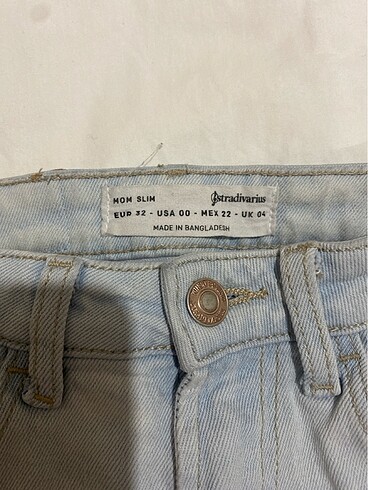 MOM SLIM
stradivarius
EUR 32 - USA 00 - MEX 22 - UK 04
MADE IN BANGLADESH